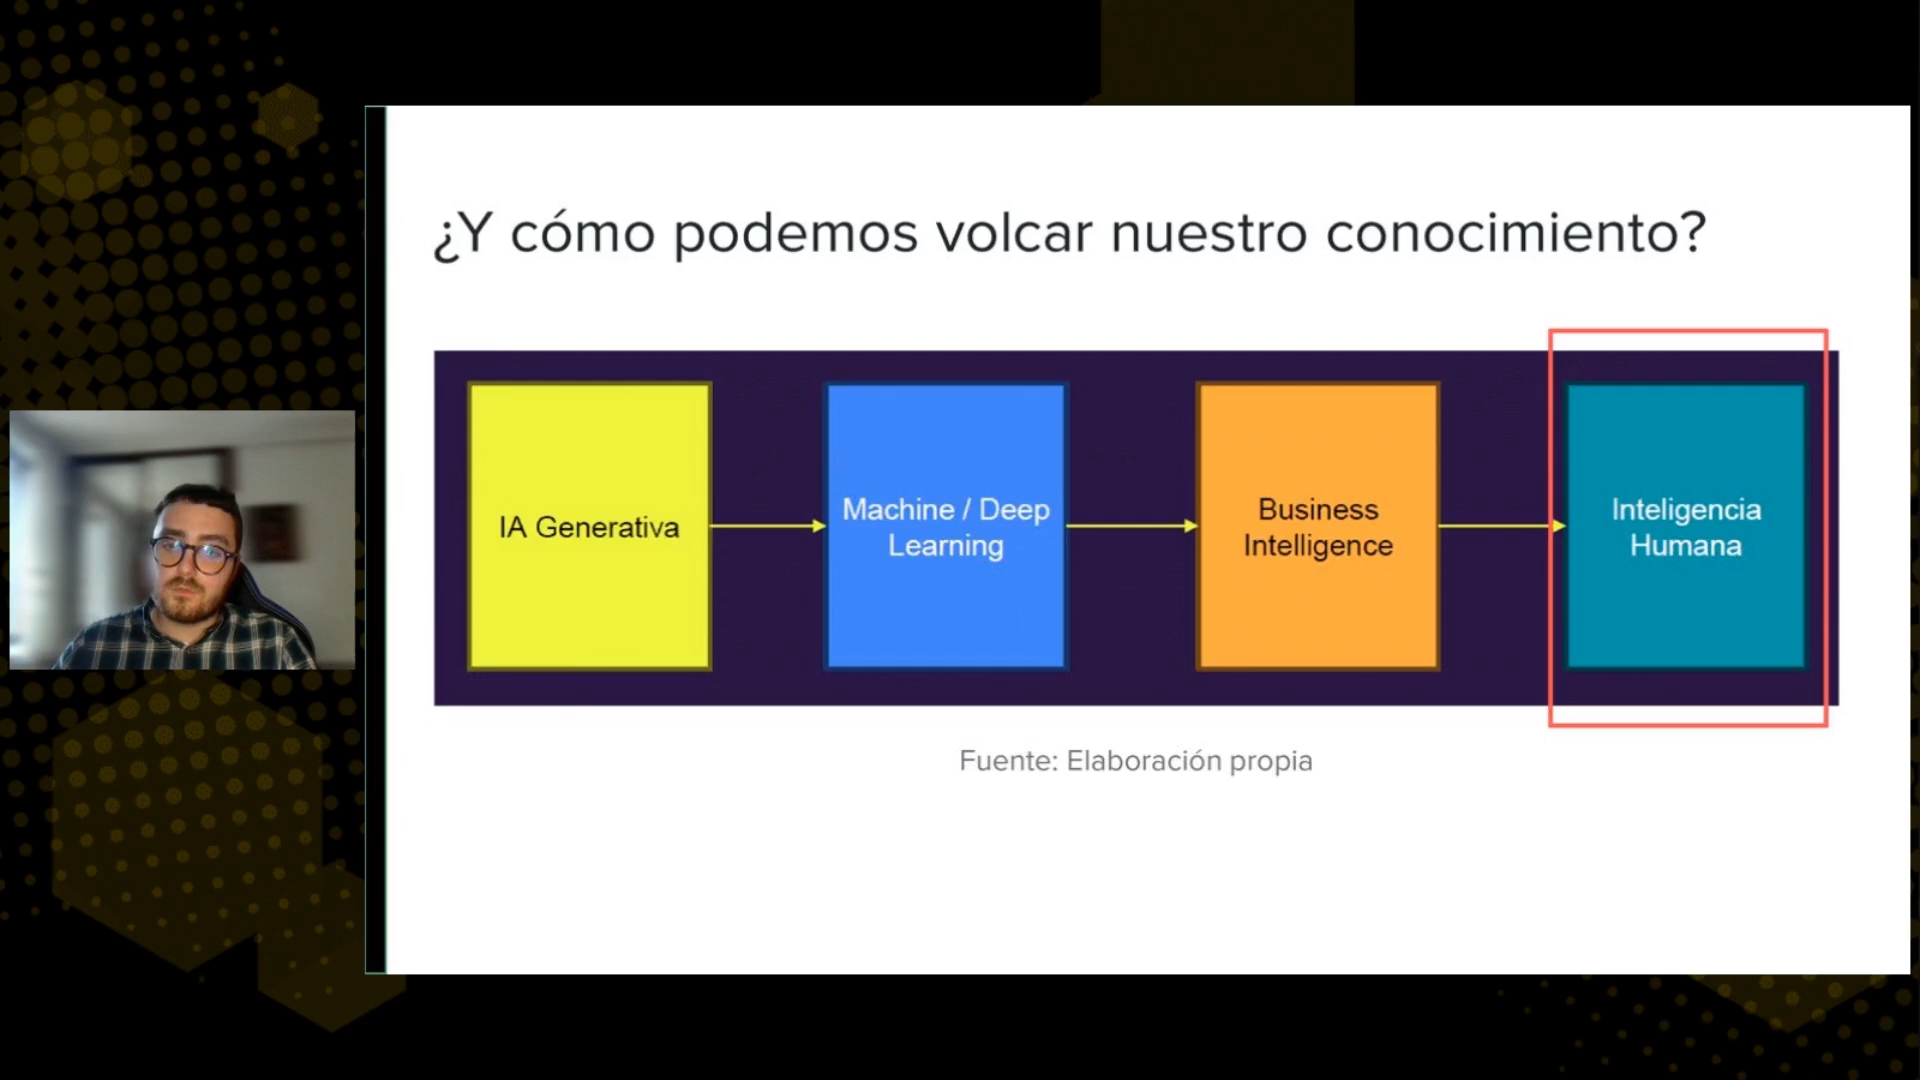 ¿Y cómo podemos volcar nuestro conocimiento?
IA Generativa
Machine / Deep
Learning
Business
Intelligence
Inteligencia
Humana
Fuente: Elaboración propia